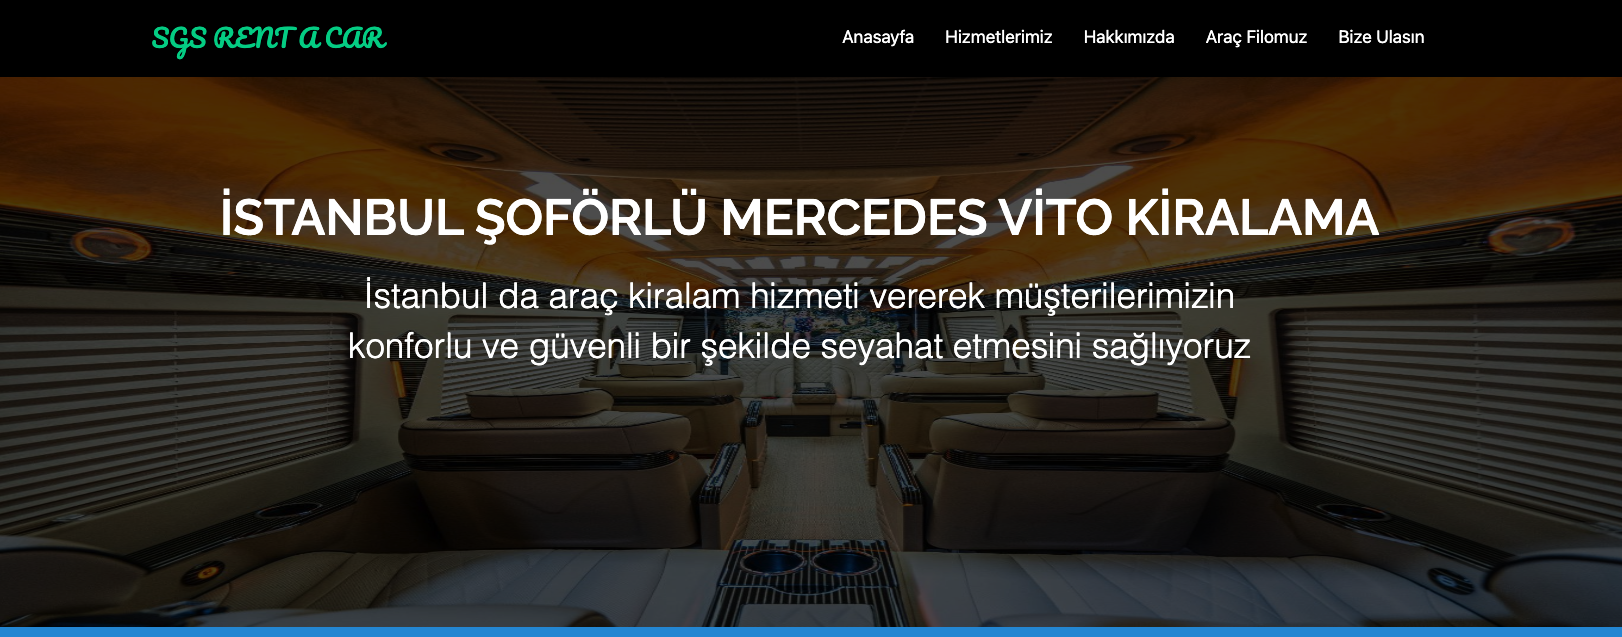 SGS RENT A CAR
Anasayfa Hizmetlerimiz Hakkımızda Araç Filomuz Bize Ulasın
İSTANBUL ŞOFÖRLÜ MERCEDES VİTO KİRALAMA
İstanbul da araç kiralam hizmeti vererek müşterilerimizin
konforlu ve güvenli bir şekilde seyahat etmesini sağlıyoruz